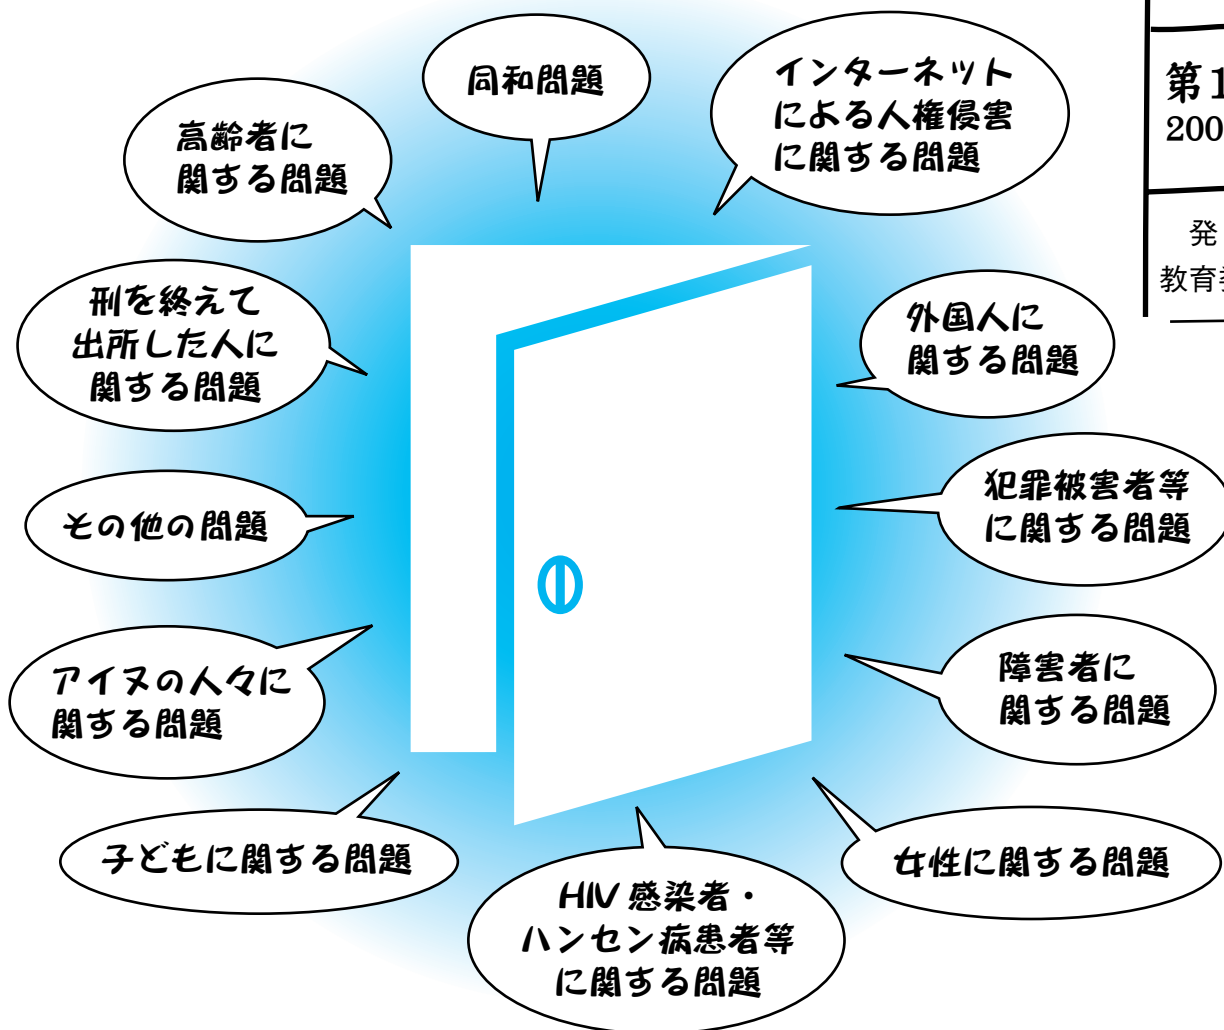 同和問題
インターネット
による人権侵害
に関する問題
高齢者に
関する問題
刑を終えて
出所した人に
関する問題
外国人に
関する問題
犯罪被害者等
に関する問題
その他の問題
障害者に
関する問題
アイヌの人々に
関する問題
子どもに関する問題
女性に関する問題
HIV 感染者・
ハンセン病患者等
に関する問題
第1
200
発
教育